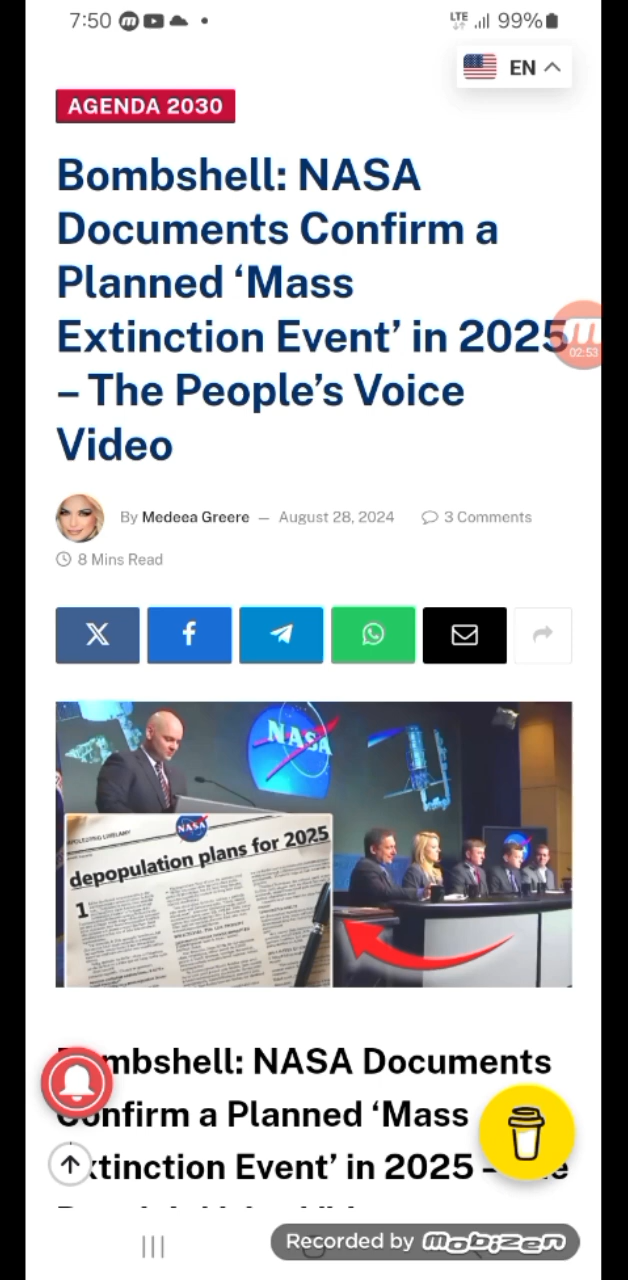 7:50
LTE 99%
EN
AGENDA 2030
Bombshell: NASA
Documents Confirm a
Planned ‘Mass
Extinction Event’ in 2025
02:53
– The People’s Voice
Video
By Medeea Greere — August 28, 2024 3 Comments
8 Mins Read
NASA
NASA
depopulation plans for 2025
1
mbshell: NASA Documents
onfirm a Planned ‘Mass
xtinction Event’ in 2025 –
Recorded by mobizen